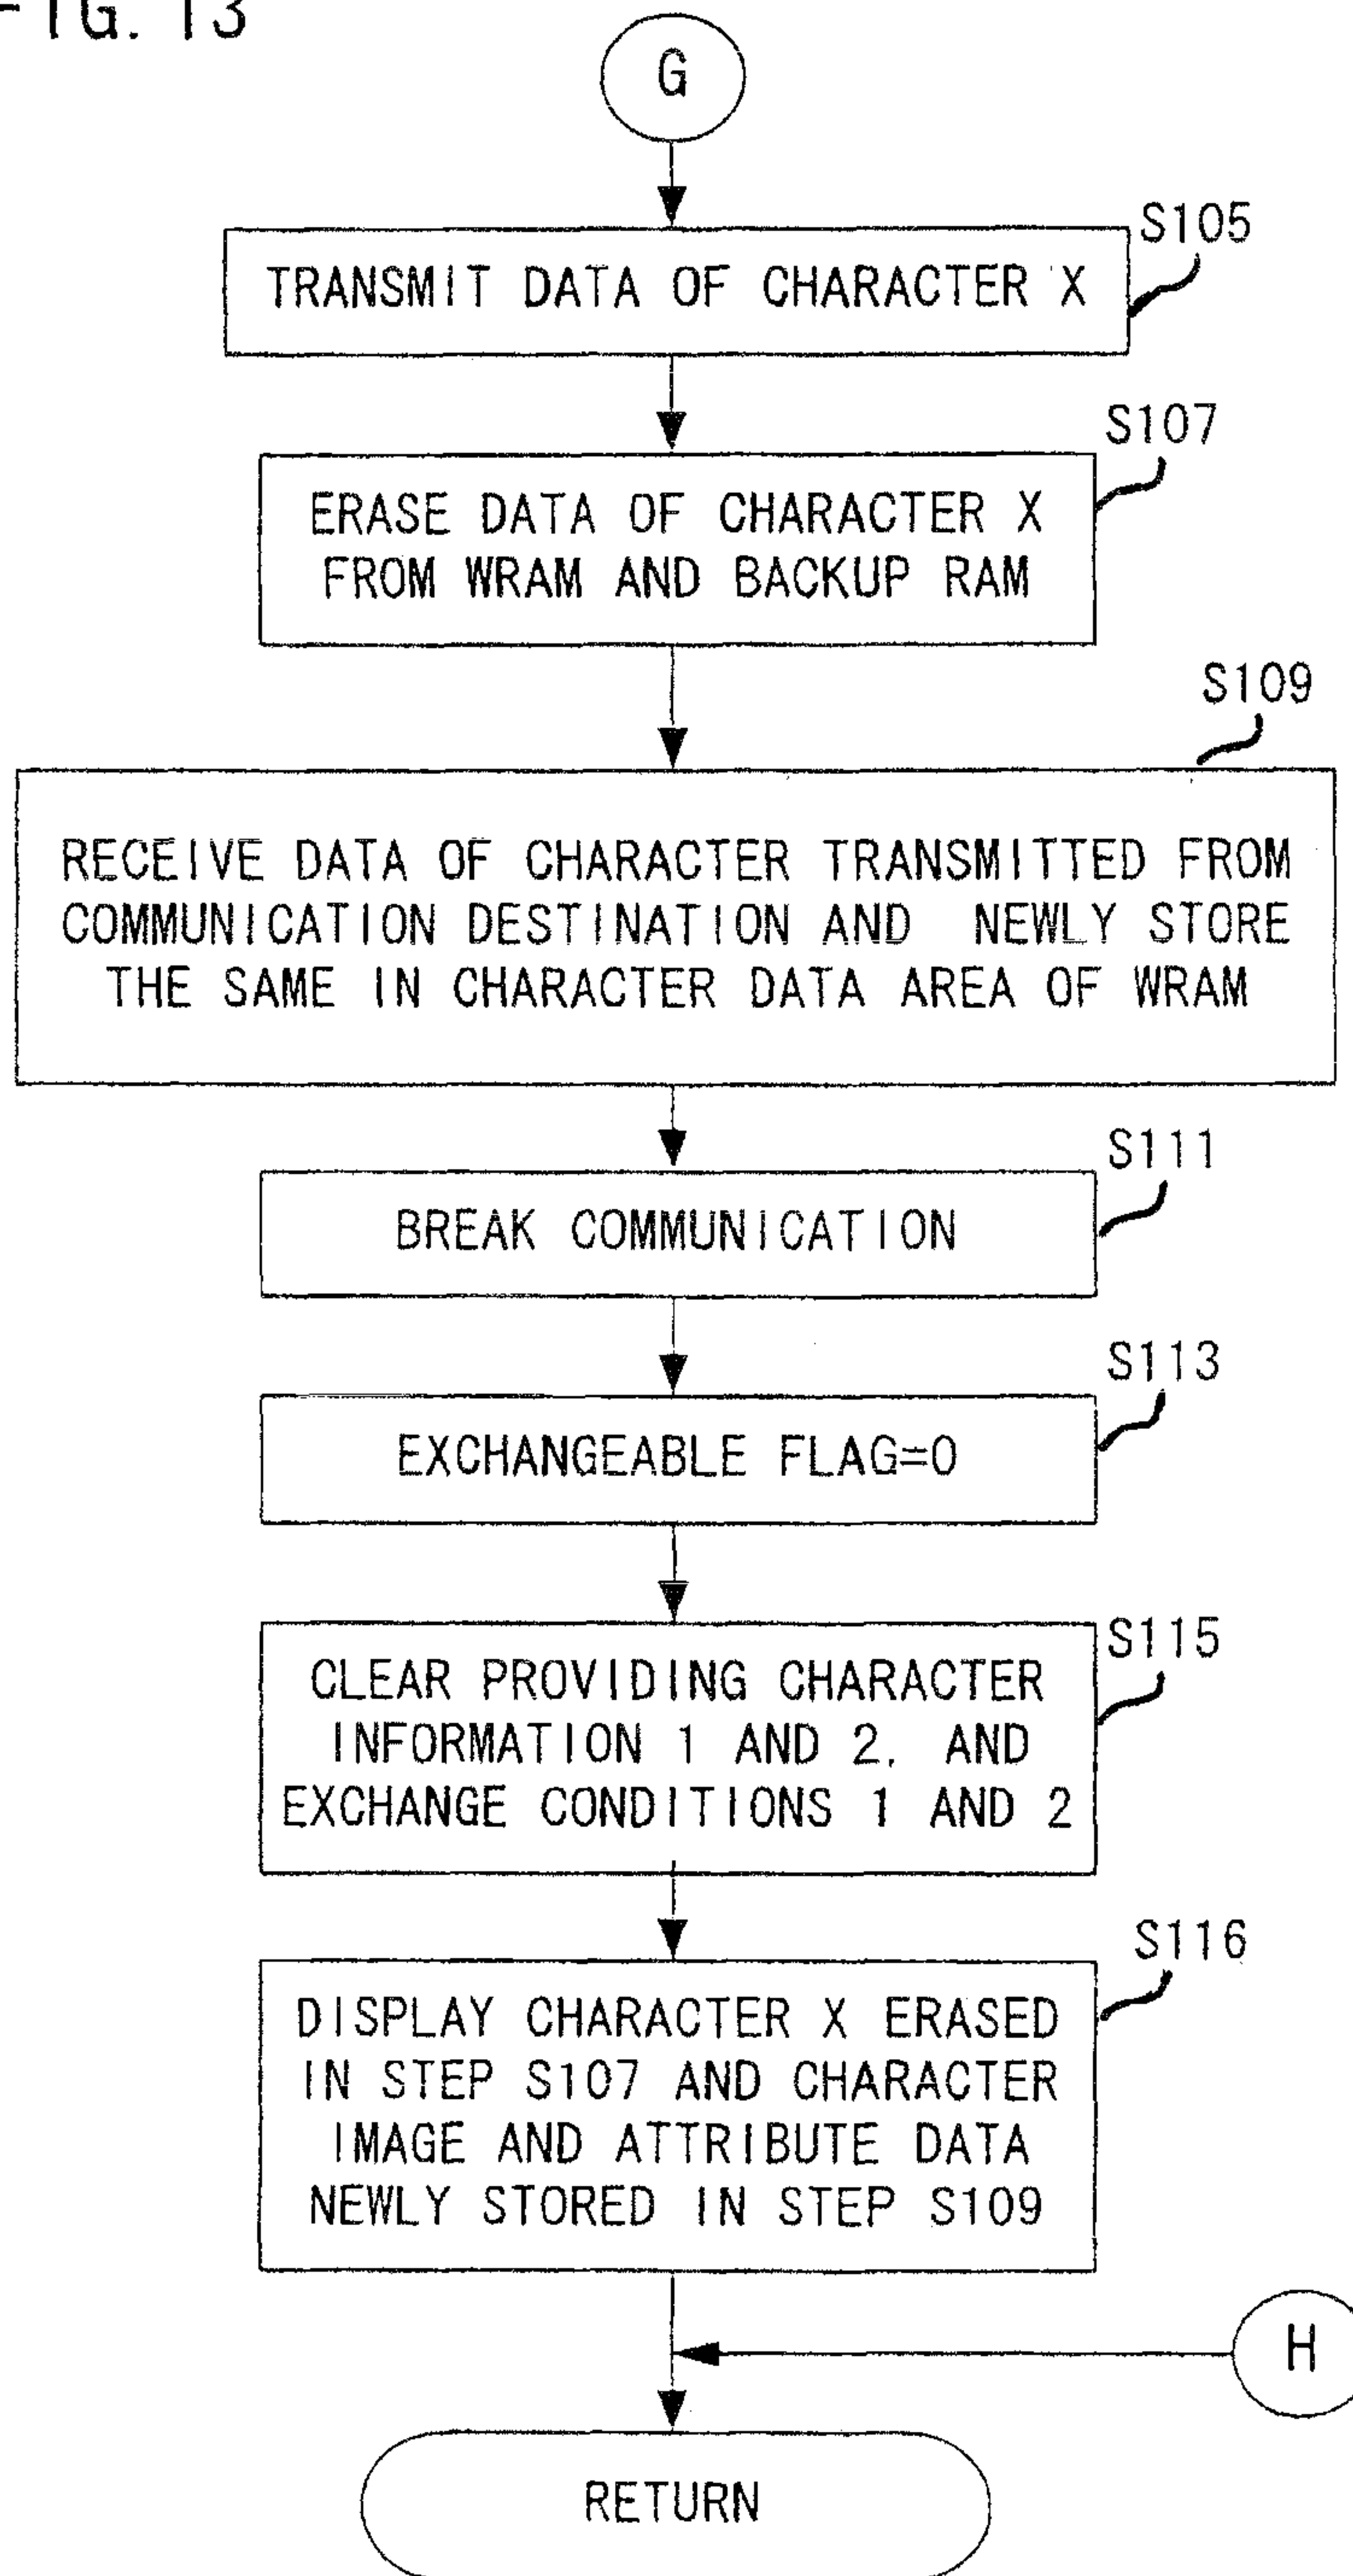 FIG. 13
G
S105
TRANSMIT DATA OF CHARACTER X
S107
ERASE DATA OF CHARACTER X
FROM WRAM AND BACKUP RAM
S109
RECEIVE DATA OF CHARACTER TRANSMITTED FROM
COMMUNICATION DESTINATION AND NEWLY STORE
THE SAME IN CHARACTER DATA AREA OF WRAM
S111
BREAK COMMUNICATION
S113
EXCHANGEABLE FLAG=0
S115
CLEAR PROVIDING CHARACTER
INFORMATION 1 AND 2, AND
EXCHANGE CONDITIONS 1 AND 2
S116
DISPLAY CHARACTER X ERASED
IN STEP S107 AND CHARACTER
IMAGE AND ATTRIBUTE DATA
NEWLY STORED IN STEP S109
H
RETURN